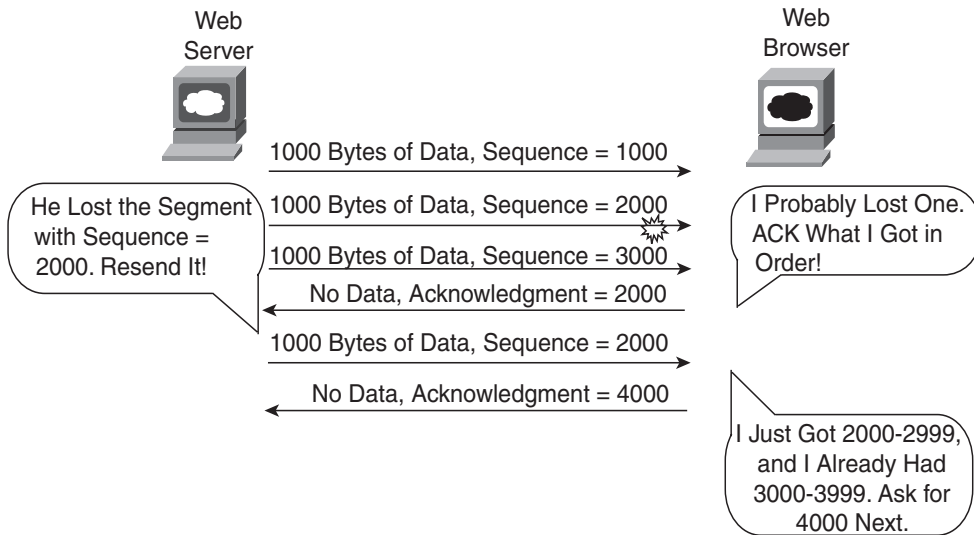 Web
Server
Web
Browser
1000 Bytes of Data, Sequence = 1000
He Lost the Segment
with Sequence =
2000. Resend It!
1000 Bytes of Data, Sequence = 2000
1000 Bytes of Data, Sequence = 3000
No Data, Acknowledgment = 2000
I Probably Lost One.
ACK What I Got in
Order!
1000 Bytes of Data, Sequence = 2000
No Data, Acknowledgment = 4000
I Just Got 2000-2999,
and I Already Had
3000-3999. Ask for
4000 Next.